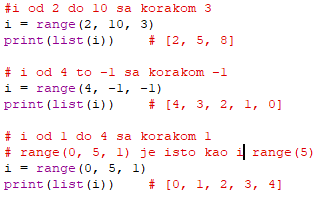 #i od 2 do 10 sa korakom 3
i = range(2, 10, 3)
print(list(i))    # [2, 5, 8]
# i od 4 to -1 sa korakom -1
i = range(4, -1, -1)
print(list(i))    # [4, 3, 2, 1, 0]
# i od 1 do 4 sa korakom 1
# range(0, 5, 1) je isto kao i range(5)
i = range(0, 5, 1)
print(list(i))    # [0, 1, 2, 3, 4]